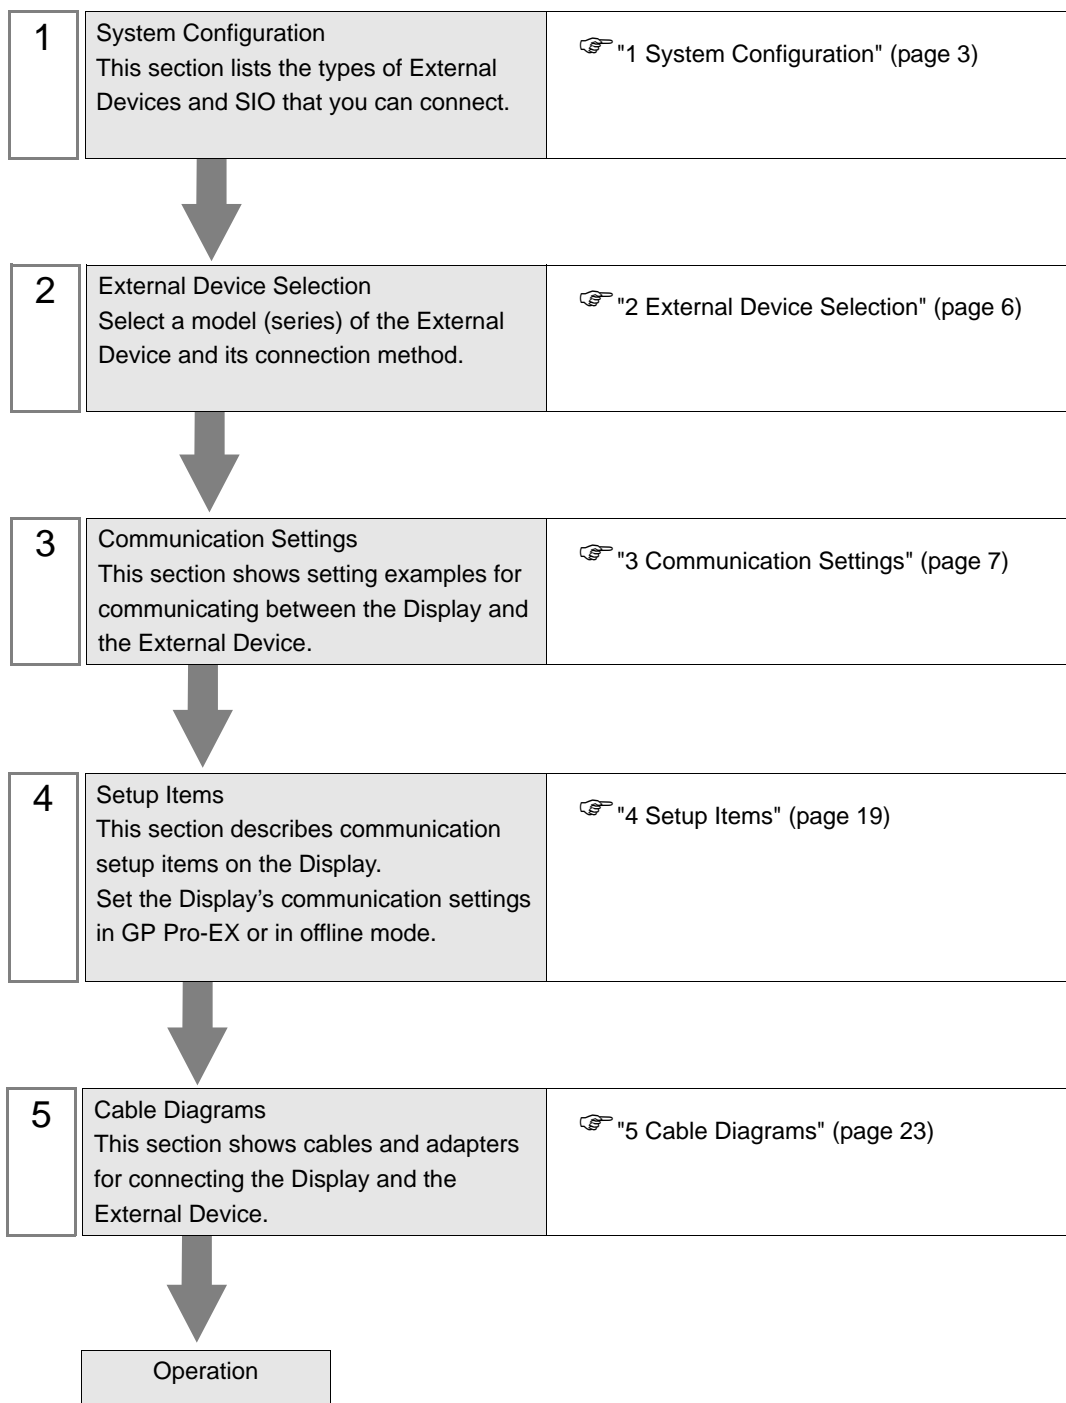 1
System Configuration
This section lists the types of External
Devices and SIO that you can connect.
"1 System Configuration" (page 3)
2
External Device Selection
Select a model (series) of the External
Device and its connection method.
"2 External Device Selection" (page 6)
3
Communication Settings
This section shows setting examples for
communicating between the Display and
the External Device.
"3 Communication Settings" (page 7)
4
Setup Items
This section describes communication
setup items on the Display.
Set the Display’s communication settings
in GP Pro-EX or in offline mode.
"4 Setup Items" (page 19)
5
Cable Diagrams
This section shows cables and adapters
for connecting the Display and the
External Device.
"5 Cable Diagrams" (page 23)
Operation